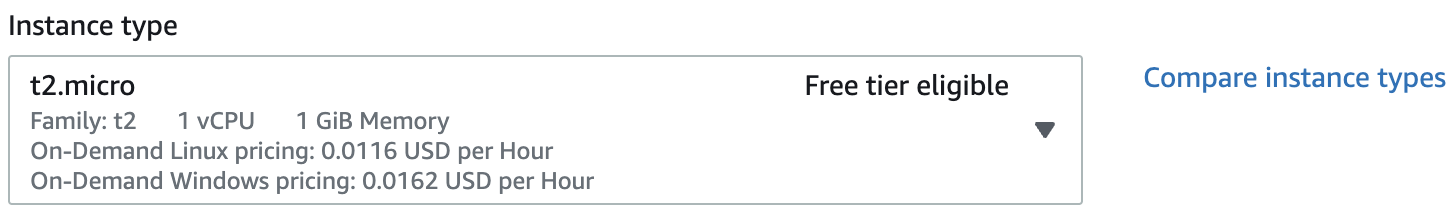 Instance type
t2.micro Free tier eligible
Compare instance types
Family: t2 1 vCPU 1 GiB Memory
On-Demand Linux pricing: 0.0116 USD per Hour
On-Demand Windows pricing: 0.0162 USD per Hour